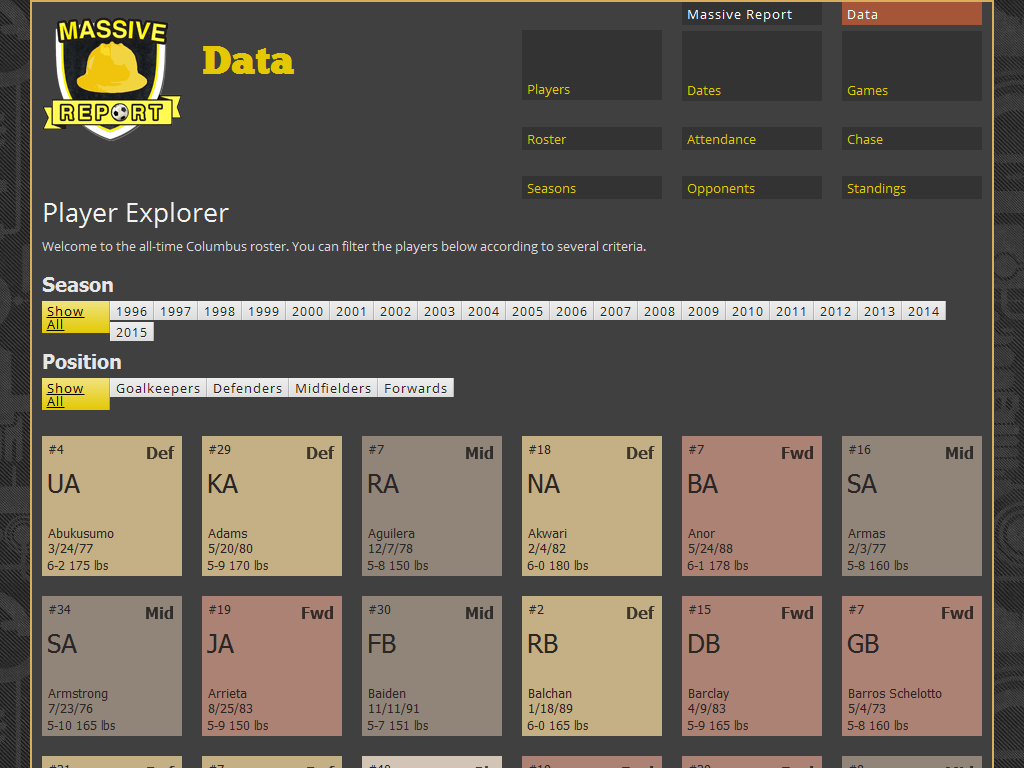 MASSIVE
REPORT
Data
Massive Report
Data
Players
Dates
Games
Roster
Attendance
Chase
Seasons
Opponents
Standings
Player Explorer
Welcome to the all-time Columbus roster. You can filter the players below according to several criteria.
Season
Show All
1996 1997 1998 1999 2000 2001 2002 2003 2004 2005 2006 2007 2008 2009 2010 2011 2012 2013 2014
2015
Position
Show All
Goalkeepers Defenders Midfielders Forwards
#4 Def
UA
Abukusumo
3/24/77
6-2 175 lbs
#29 Def
KA
Adams
5/20/80
5-9 170 lbs
#7 Mid
RA
Aguilera
12/7/78
5-8 150 lbs
#18 Def
NA
Akwari
2/4/82
6-0 180 lbs
#7 Fwd
BA
Anor
5/24/88
6-1 178 lbs
#16 Mid
SA
Armas
2/3/77
5-8 160 lbs
#34 Mid
SA
Armstrong
7/23/76
5-10 165 lbs
#19 Fwd
JA
Arrieta
8/25/83
5-9 150 lbs
#30 Mid
FB
Baiden
11/11/91
5-7 151 lbs
#2 Def
RB
Balchan
1/18/89
6-0 165 lbs
#15 Fwd
DB
Barclay
4/9/83
5-9 165 lbs
#7 Fwd
GB
Barros Schelotto
5/4/73
5-8 160 lbs